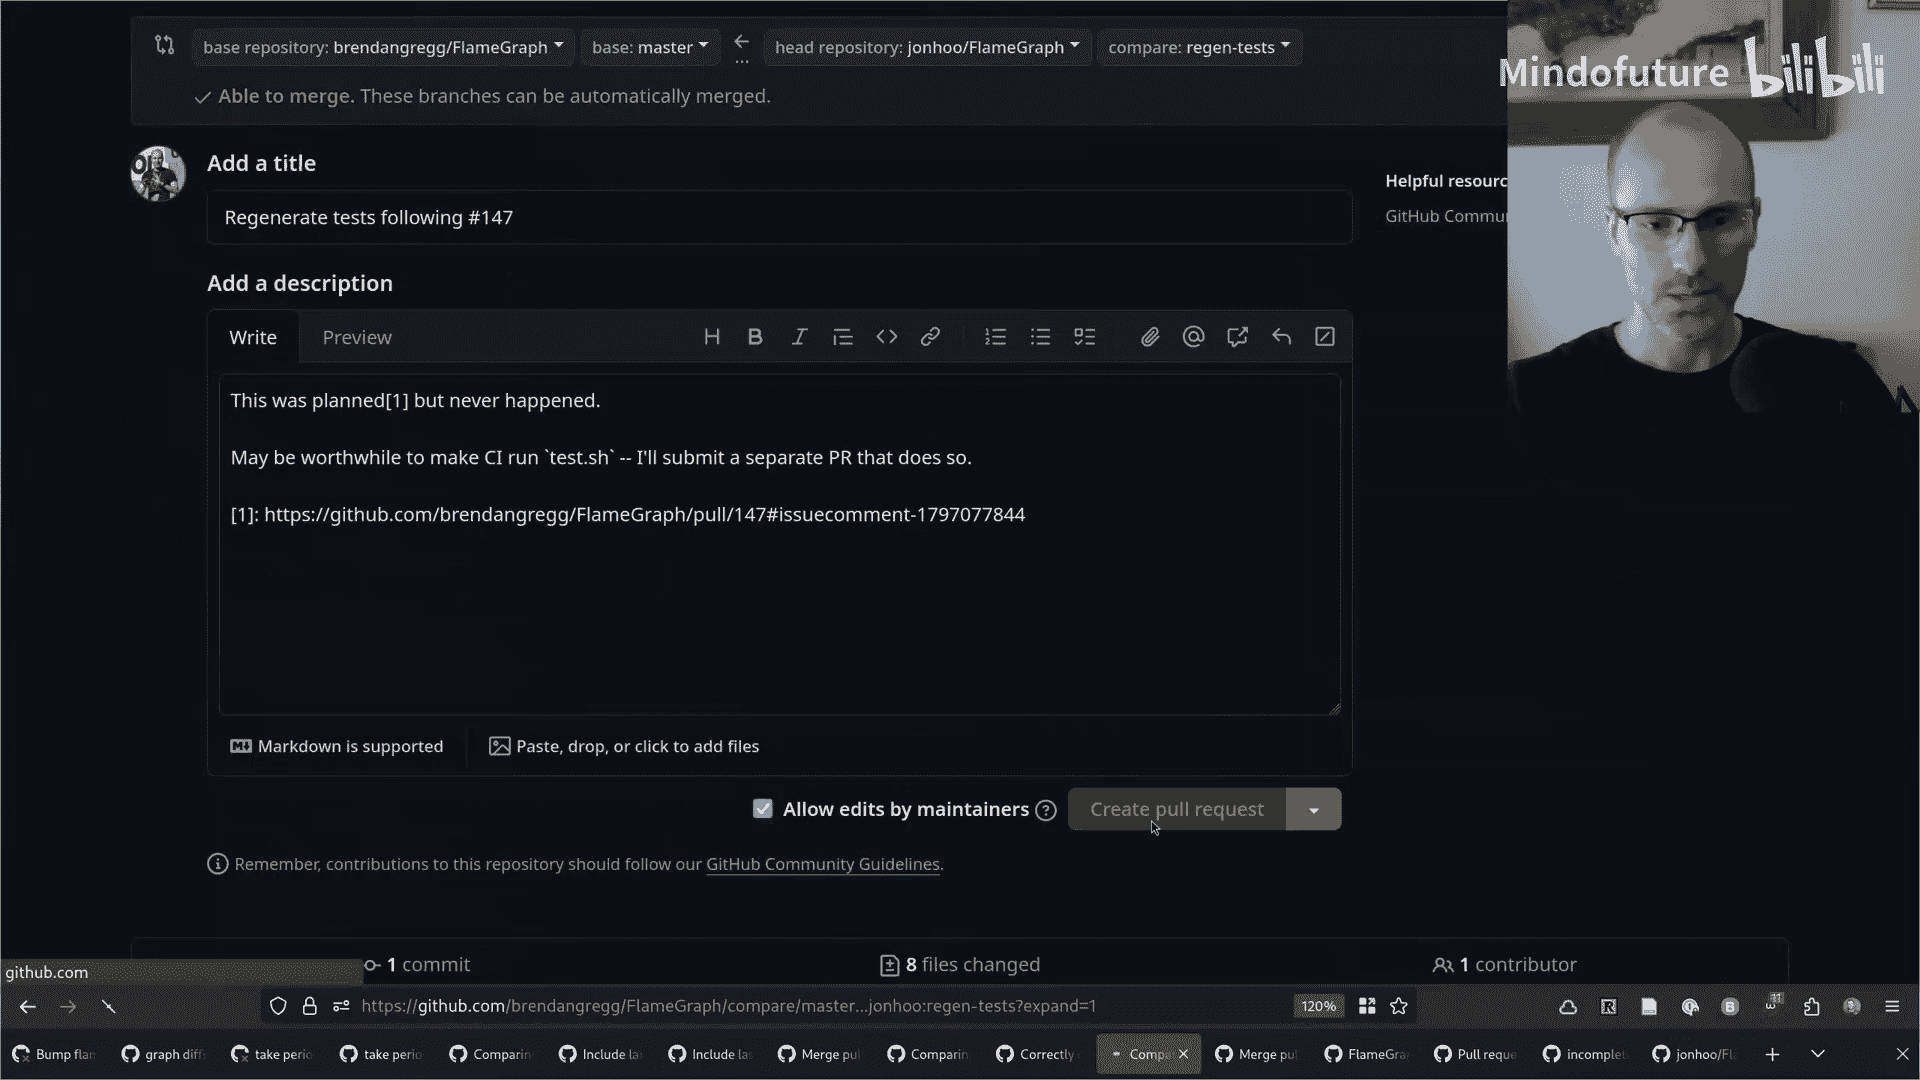 base repository: brendangregg/FlameGraph base: master ... head repository: jonhoo/FlameGraph compare: regen-tests
Mindofuture bilibili
Able to merge. These branches can be automatically merged.
Add a title
Helpful resourc
Regenerate tests following #147
GitHub Commu
Add a description
Write Preview
This was planned[1] but never happened.
May be worthwhile to make CI run `test.sh` -- I'll submit a separate PR that does so.
[1]: https://github.com/brendangregg/FlameGraph/pull/147#issuecomment-1797077844
Markdown is supported Paste, drop, or click to add files
Allow edits by maintainers Create pull request
Remember, contributions to this repository should follow our GitHub Community Guidelines.
1 commit 8 files changed 1 contributor
github.com
https://github.com/brendangregg/FlameGraph/compare/master...jonhoo:regen-tests?expand=1 120% 11
Bump flan graph diff take perio take perio Comparin Include la Include las Merge pul Comparin Correctly Compa Merge pu FlameGra Pull reque incomplet jonhoo/Fl